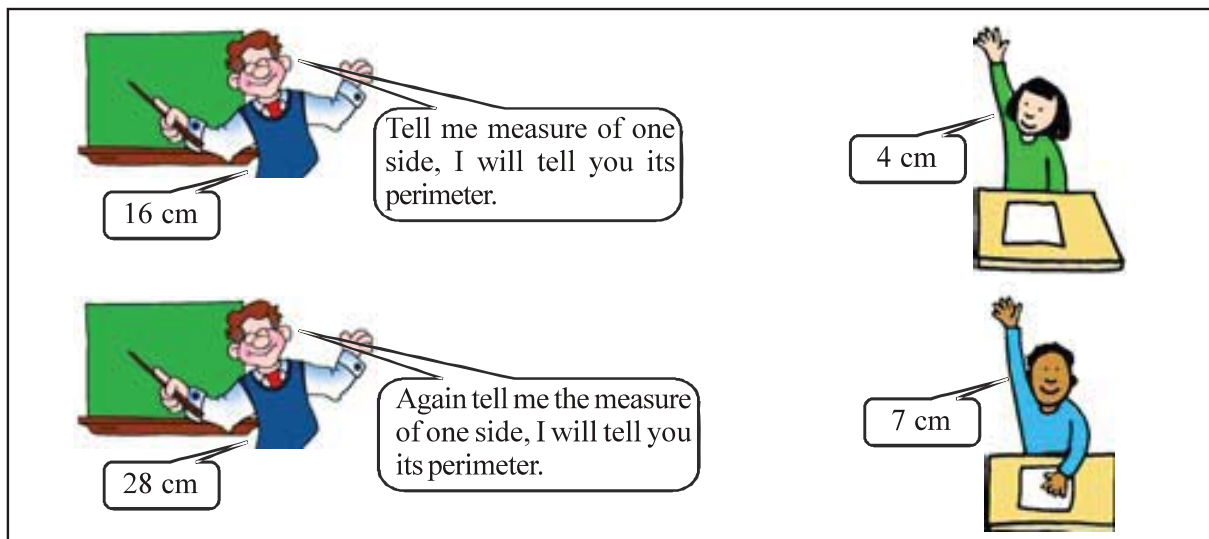 Tell me measure of one
side, I will tell you its
perimeter.
4 cm
16 cm
Again tell me the measure
of one side, I will tell you
its perimeter.
7 cm
28 cm